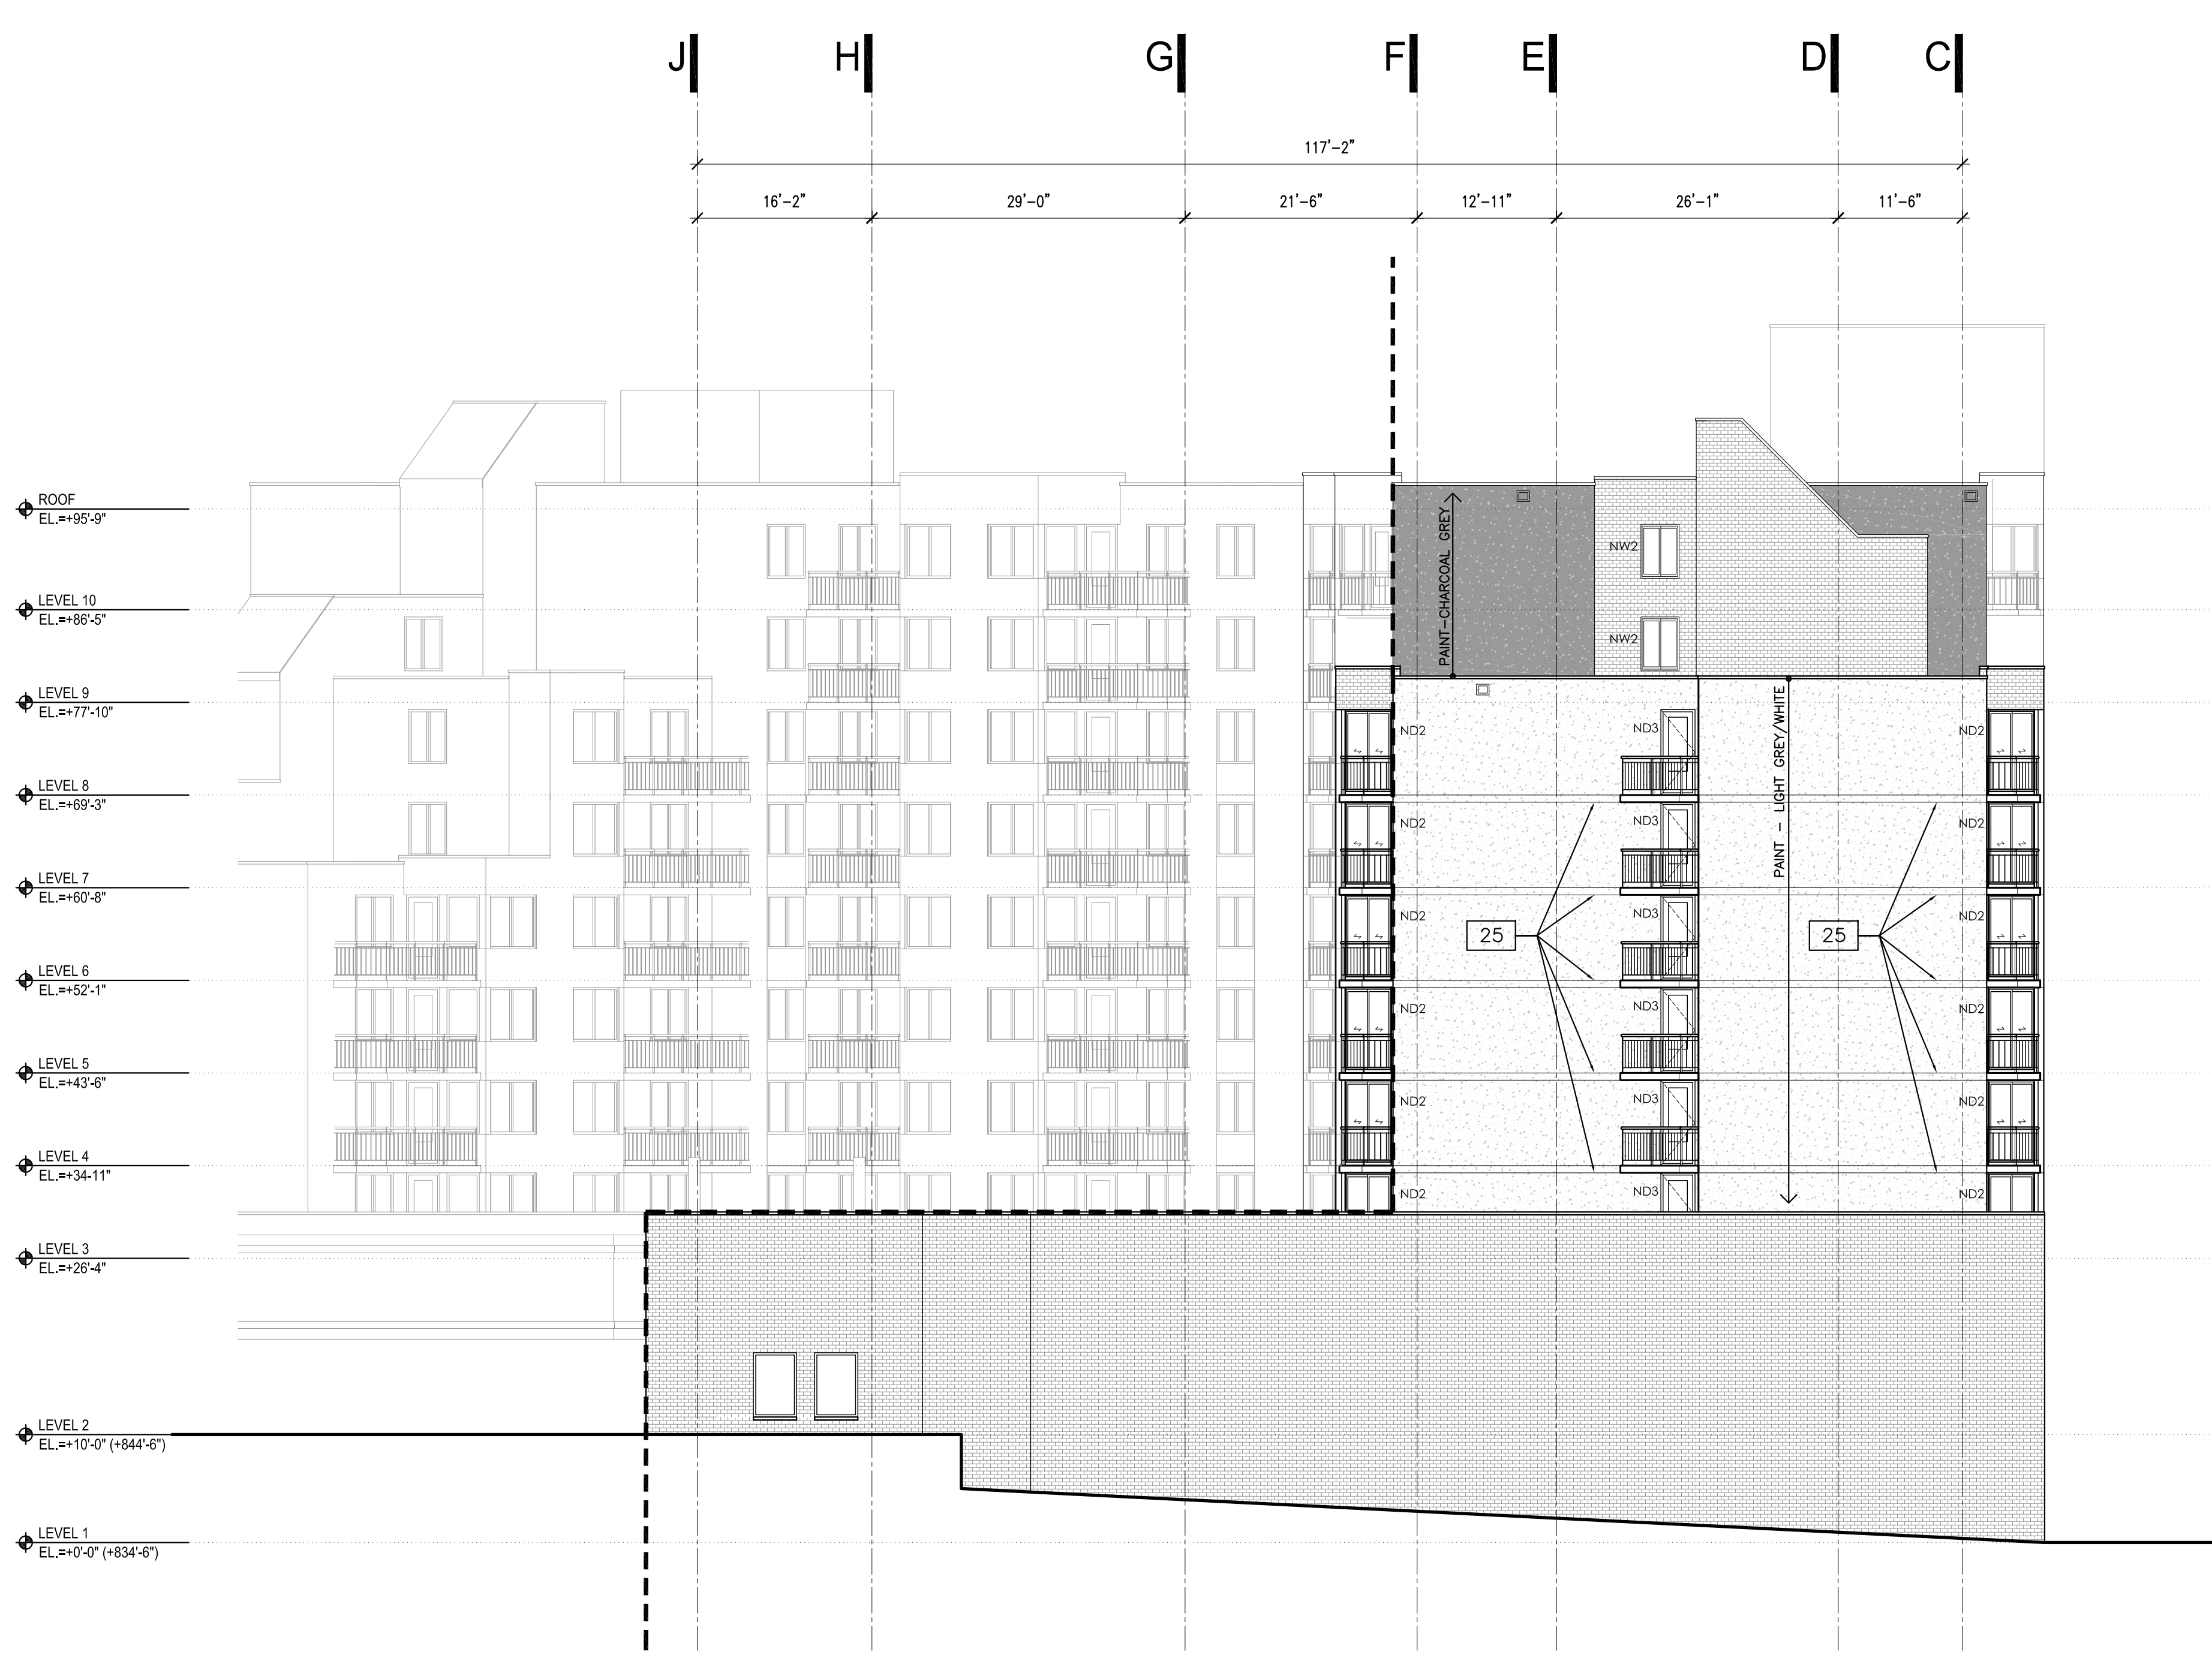 J H G F E D C
117'-2"
16'-2" 29'-0" 21'-6" 12'-11" 26'-1" 11'-6"
ROOF
EL.=+95'-9"
PAINT-CHARCOAL GREY
NW2
LEVEL 10
EL.=+86'-5"
NW2
LEVEL 9
EL.=+77'-10"
PAINT - LIGHT GREY/WHITE
ND2 ND3 ND2
LEVEL 8
EL.=+69'-3"
ND2 ND3 ND2
LEVEL 7
EL.=+60'-8"
ND2 ND3 ND2
25 25
LEVEL 6
EL.=+52'-1"
ND2 ND3 ND2
LEVEL 5
EL.=+43'-6"
ND2 ND3 ND2
LEVEL 4
EL.=+34-11"
ND2 ND3 ND2
LEVEL 3
EL.=+26'-4"
LEVEL 2
EL.=+10'-0" (+844'-6")
LEVEL 1
EL.=+0'-0" (+834'-6")